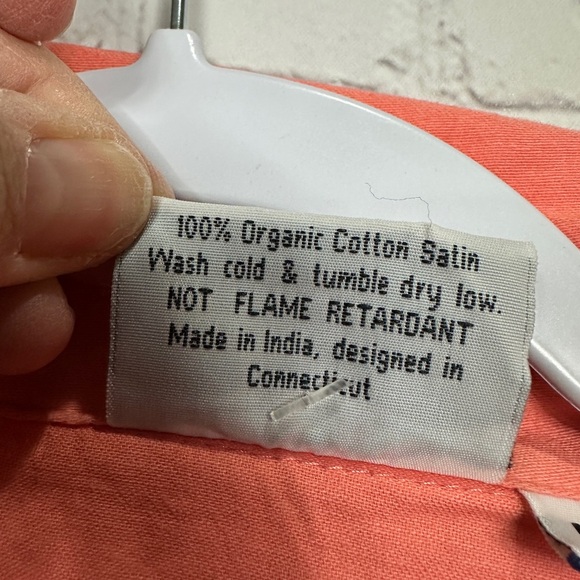 100% Organic Cotton Satin
Wash cold & tumble dry low.
NOT FLAME RETARDANT
Made in India, designed in
Connecticut